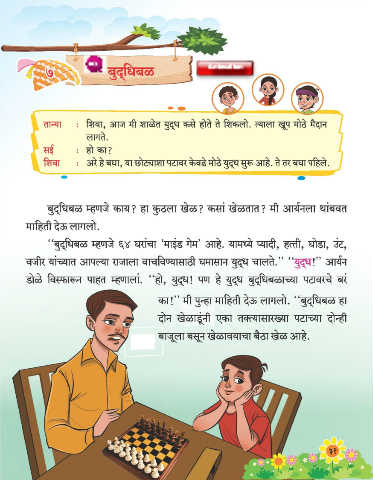 ७
बुद्धिबळ
तान्या : शिवा, आज मी शाळेत युद्ध कसे होते ते शिकलो. त्याला खूप मोठे मैदान
लागते.
सई : हो का?
शिवा : अरे हे बघा, या छोट्याशा पटावर केवढे मोठे युद्ध सुरू आहे. ते तर बघा पहिले.
बुद्धिबळ म्हणजे काय? हा कुठला खेळ? कसां खेळतात? मी आर्यनला थांबवत
माहिती देऊ लागलो.
‘‘बुद्धिबळ म्हणजे ६४ घरांचा ‘माइंड गेम’ आहे. यामध्ये प्यादी, हत्ती, घोडा, उंट,
वजीर यांच्यात आपल्या राजाला वाचविण्यासाठी घमासान युद्ध चालते.’’ ‘‘युद्ध!’’ आर्यन
डोळे विस्फारून पाहत म्हणाला. ‘‘हो, युद्ध! पण हे युद्ध बुद्धिबळाच्या पटावरचे बरं
का!’’ मी पुन्हा माहिती देऊ लागलो. ‘‘बुद्धिबळ हा
दोन खेळाडूंनी एका तक्त्यासारख्या पटाच्या दोन्ही
बाजूला बसून खेळावयाचा बैठा खेळ आहे.